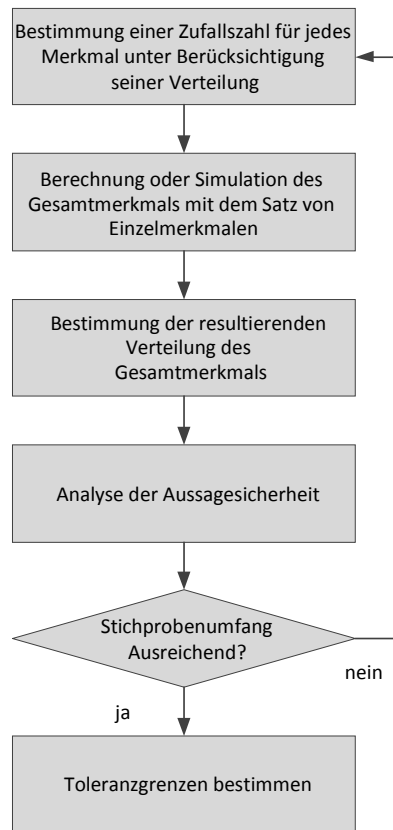 Bestimmung einer Zufallszahl für jedes
Merkmal unter Berücksichtigung
seiner Verteilung
Berechnung oder Simulation des
Gesamtmerkmals mit dem Satz von
Einzelmerkmalen
Bestimmung der resultierenden
Verteilung des
Gesamtmerkmals
Analyse der Aussagesicherheit
Stichprobenumfang
Ausreichend?
nein
ja
Toleranzgrenzen bestimmen